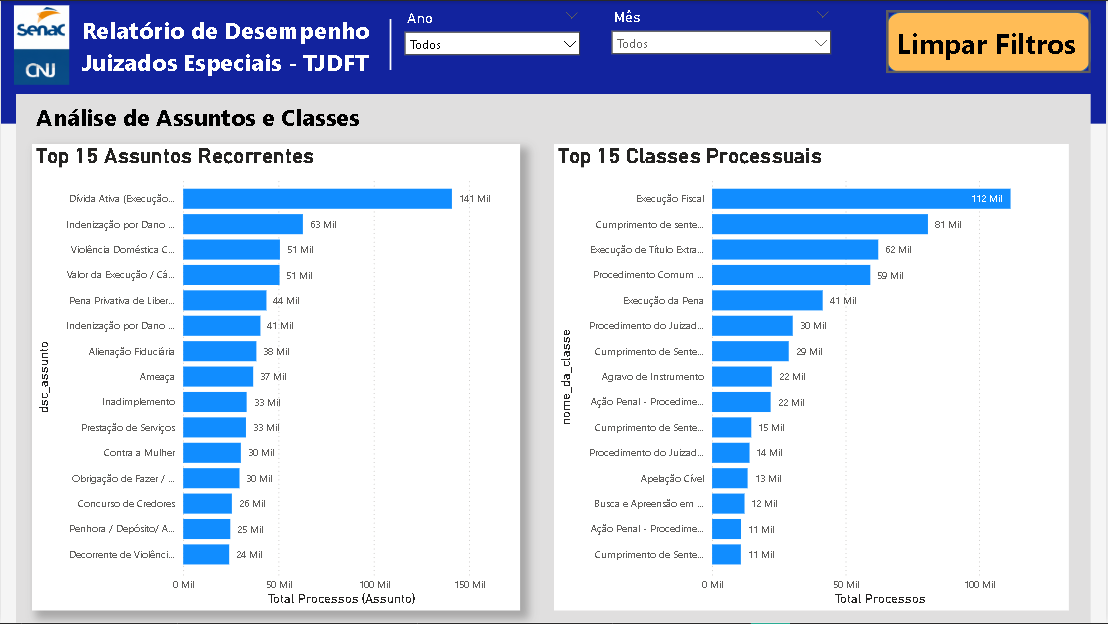 senac
CNJ
Relatório de Desempenho
Juizados Especiais - TJDFT
Ano
Todos
Mês
Todos
Limpar Filtros
Análise de Assuntos e Classes
Top 15 Assuntos Recorrentes
dsc_assunto
Dívida Ativa (Execução... 141 Mil
Indenização por Dano ... 63 Mil
Violência Doméstica C... 51 Mil
Valor da Execução / Cá... 51 Mil
Pena Privativa de Liber... 44 Mil
Indenização por Dano ... 41 Mil
Alienação Fiduciária 38 Mil
Ameaça 37 Mil
Inadimplemento 33 Mil
Prestação de Serviços 33 Mil
Contra a Mulher 30 Mil
Obrigação de Fazer / ... 30 Mil
Concurso de Credores 26 Mil
Penhora / Depósito/ A... 25 Mil
Decorrente de Violênci... 24 Mil
0 Mil 50 Mil 100 Mil 150 Mil
Total Processos (Assunto)
Top 15 Classes Processuais
nome_da_classe
Execução Fiscal 112 Mil
Cumprimento de sente... 81 Mil
Execução de Título Extra... 62 Mil
Procedimento Comum ... 59 Mil
Execução da Pena 41 Mil
Procedimento do Juizad... 30 Mil
Cumprimento de Sente... 29 Mil
Agravo de Instrumento 22 Mil
Ação Penal - Procedime... 22 Mil
Cumprimento de Sente... 15 Mil
Procedimento do Juizad... 14 Mil
Apelação Cível 13 Mil
Busca e Apreensão em ... 12 Mil
Ação Penal - Procedime... 11 Mil
Cumprimento de Sente... 11 Mil
0 Mil 50 Mil 100 Mil
Total Processos